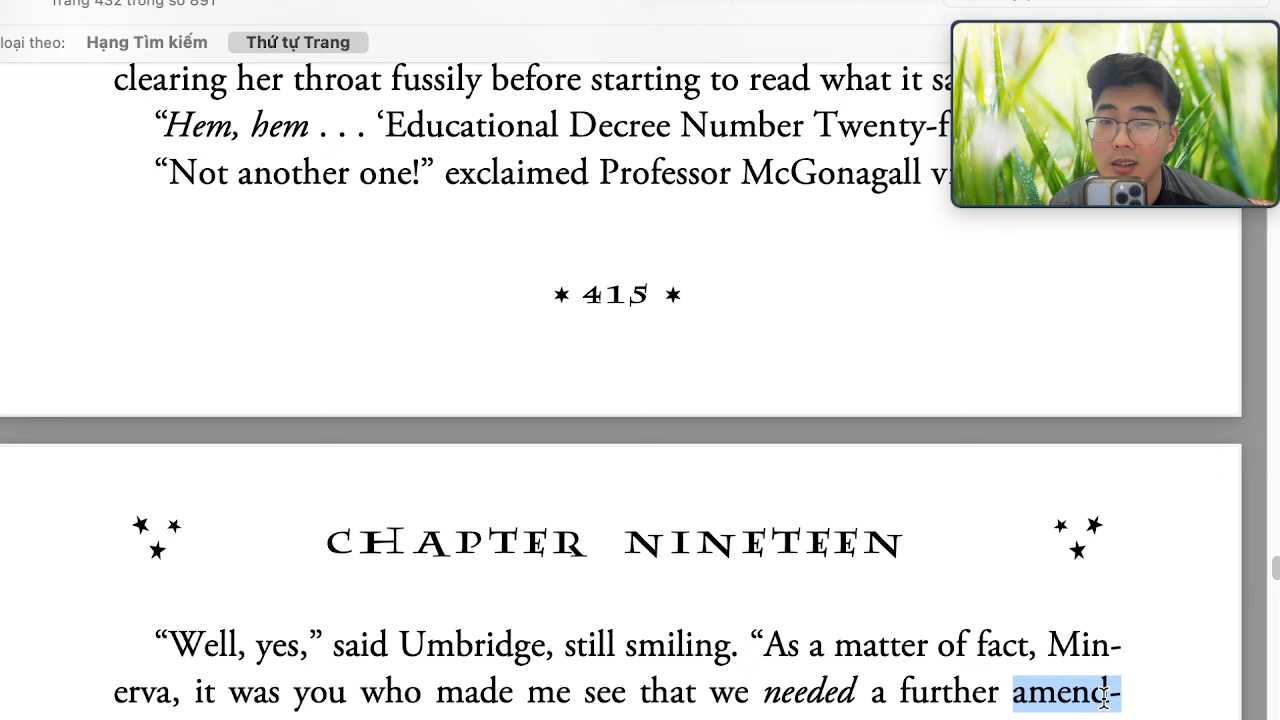 Trang 432 trong số 891
loại theo: Hạng Tìm kiếm Thứ tự Trang
clearing her throat fussily before starting to read what it
“Hem, hem . . . ‘Educational Decree Number
“Not another one!” exclaimed Professor McGonagall
★ 415 ★
CHAPTER NINETEEN
“Well, yes,” said Umbridge, still smiling. “As a matter of fact, Min-
erva, it was you who made me see that we needed a further amend-